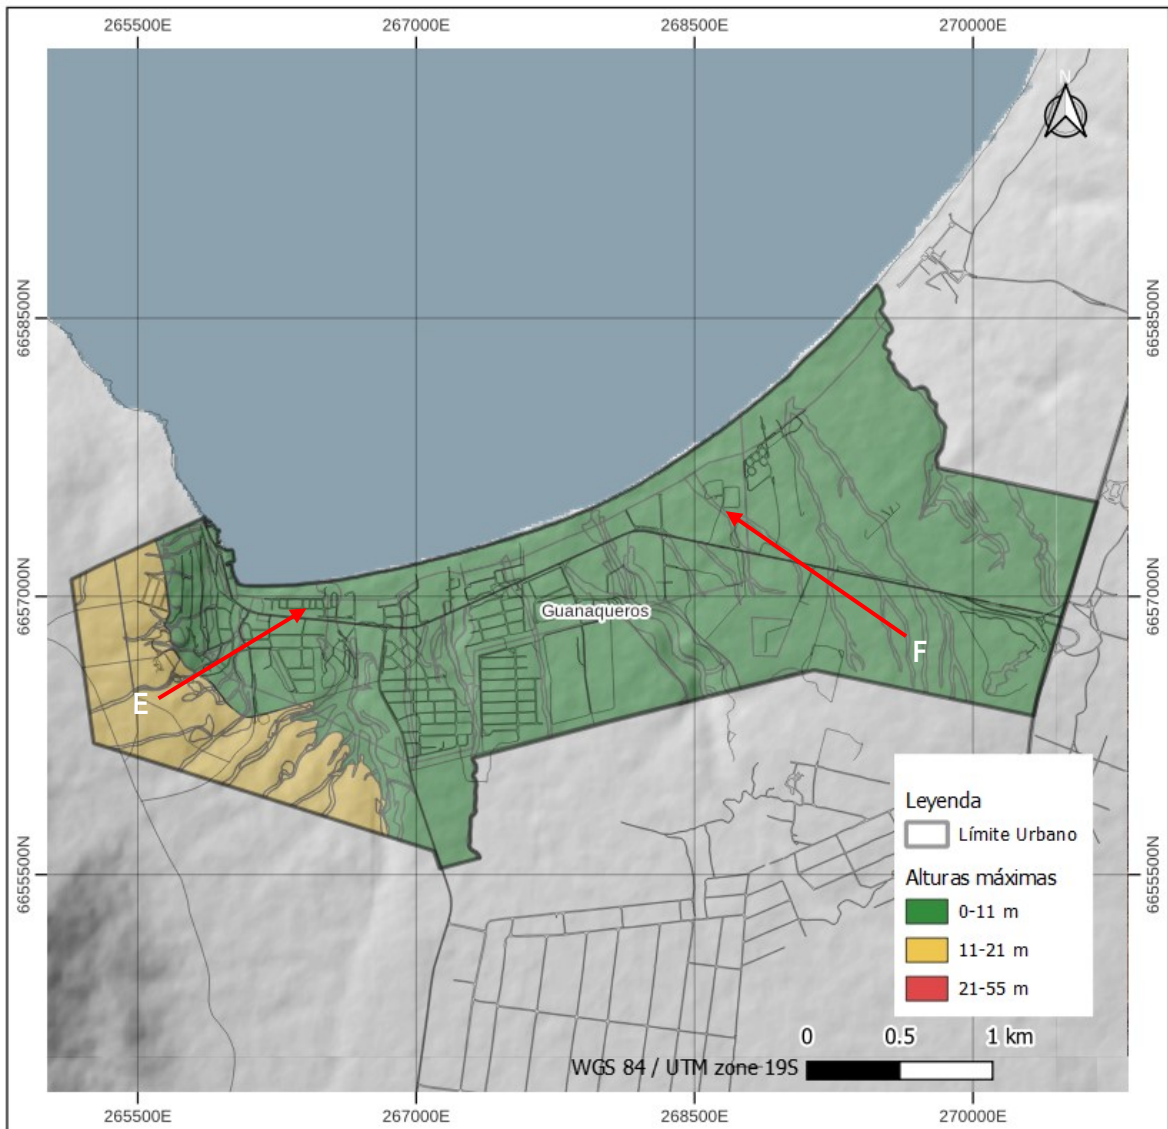 265500E 267000E 268500E 270000E
N
6658500N 6658500N
6657000N 6657000N
Guanaqueros
E
F
Leyenda
Límite Urbano
Alturas máximas
0-11 m
11-21 m
21-55 m
6655500N 6655500N
0 0.5 1 km
WGS 84 / UTM zone 19S
265500E 267000E 268500E 270000E